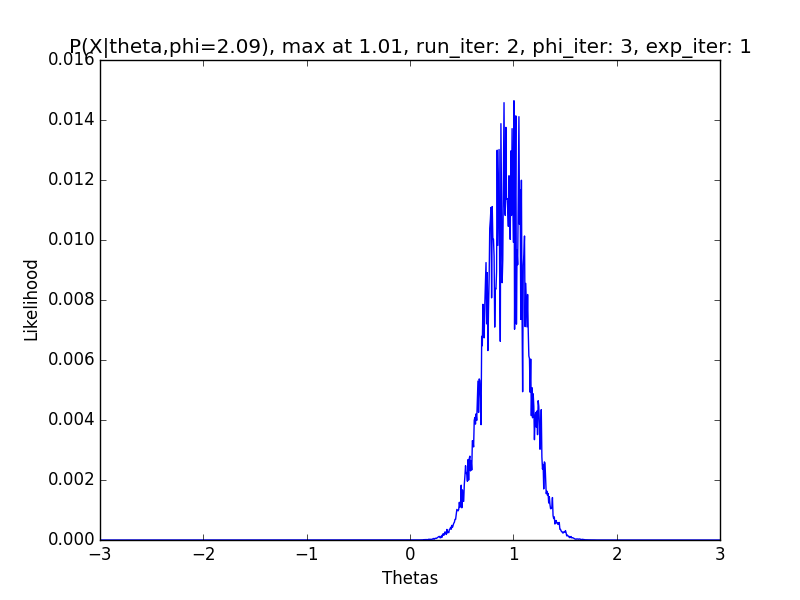 P(X|theta,phi=2.09), max at 1.01, run_iter: 2, phi_iter: 3, exp_iter: 1
0.016
0.014
0.012
0.010
0.008
0.006
0.004
0.002
0.000
Likelihood
−3 −2 −1 0 1 2 3
Thetas